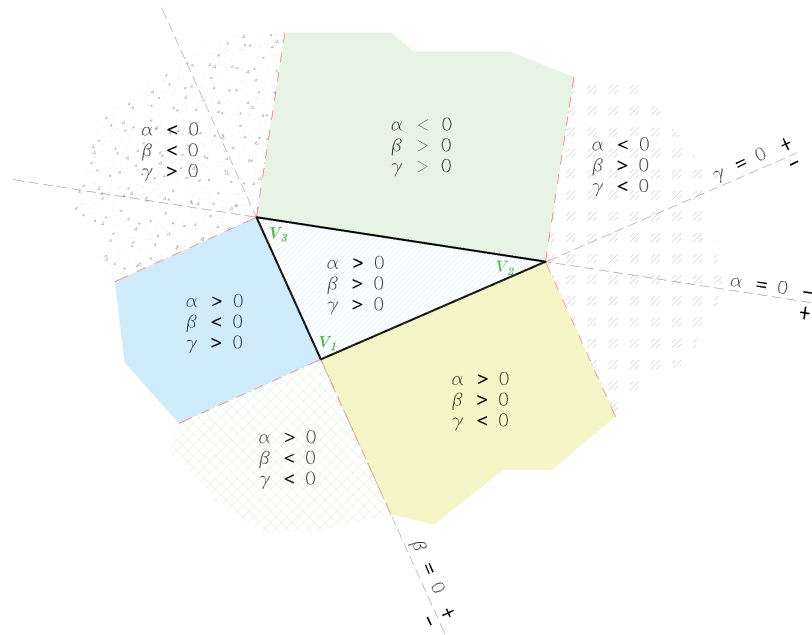 α < 0
β < 0
γ > 0
α < 0
β > 0
γ > 0
α < 0
β > 0
γ < 0
γ = 0 +
−
V3
V2
α > 0
β > 0
γ > 0
α = 0 −
+
α > 0
β < 0
γ > 0
V1
α > 0
β > 0
γ < 0
α > 0
β < 0
γ < 0
β = 0 +
−